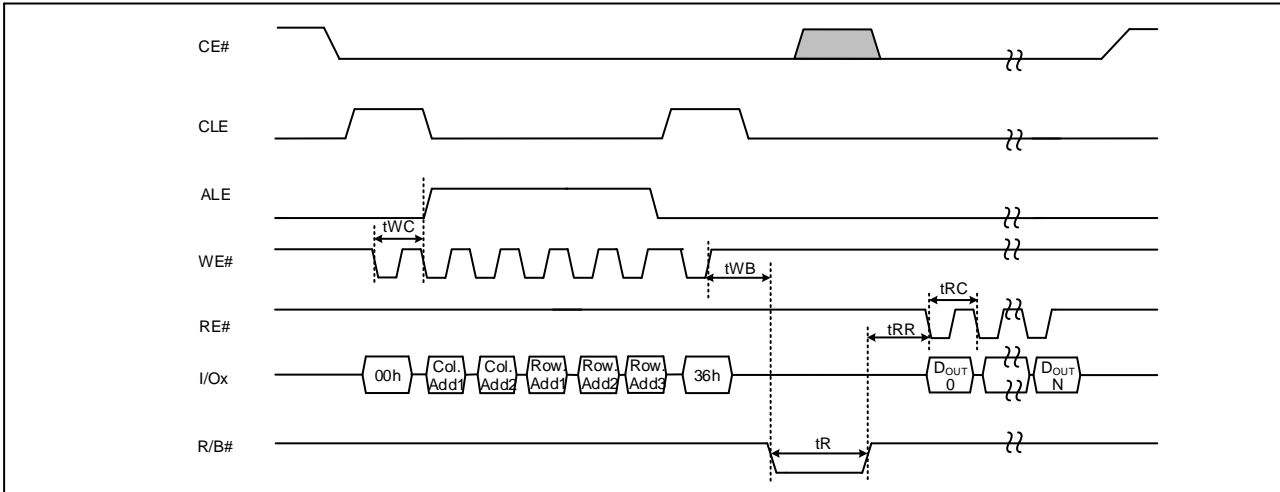 CE#
CLE
ALE
tWC
WE#
tWB
tRC
RE#
tRR
I/Ox
00h
Col. Add1
Col. Add2
Row. Add1
Row. Add2
Row. Add3
36h
DOUT 0
DOUT N
R/B#
tR